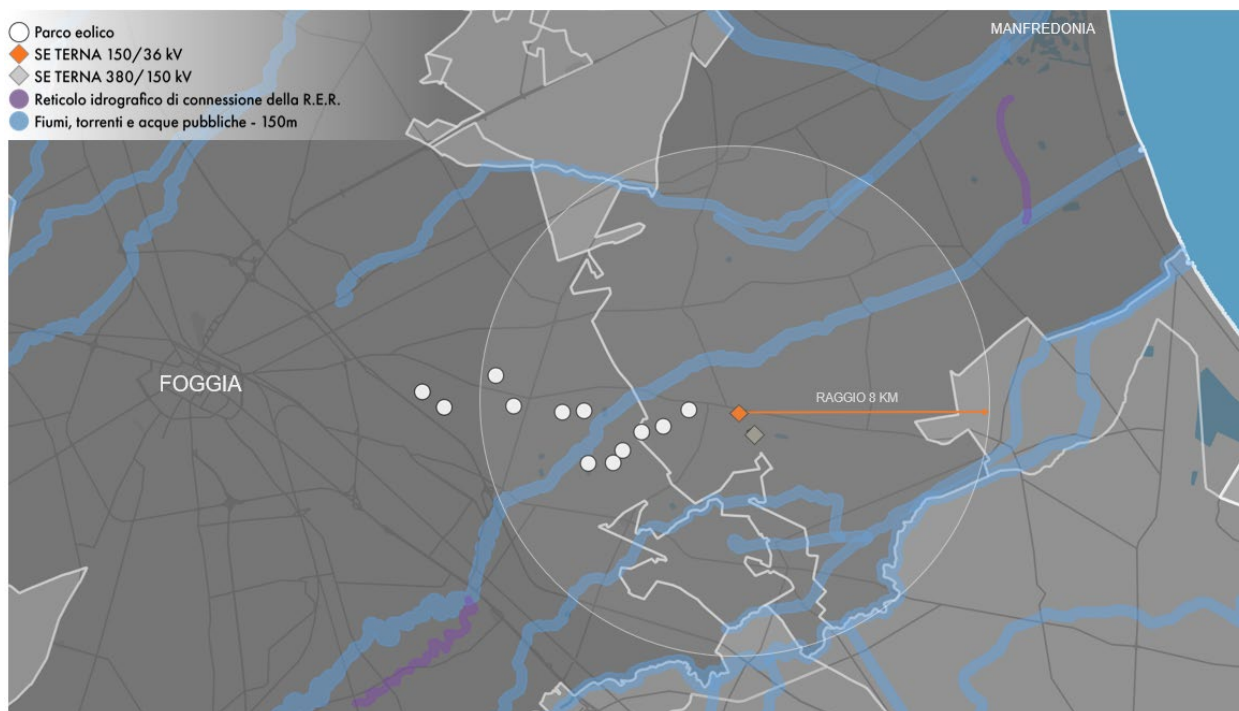 Parco eolico
SE TERNA 150/36 kV
SE TERNA 380/150 kV
Reticolo idrografico di connessione della R.E.R.
Fiumi, torrenti e acque pubbliche - 150m
MANFREDONIA
FOGGIA
RAGGIO 8 KM